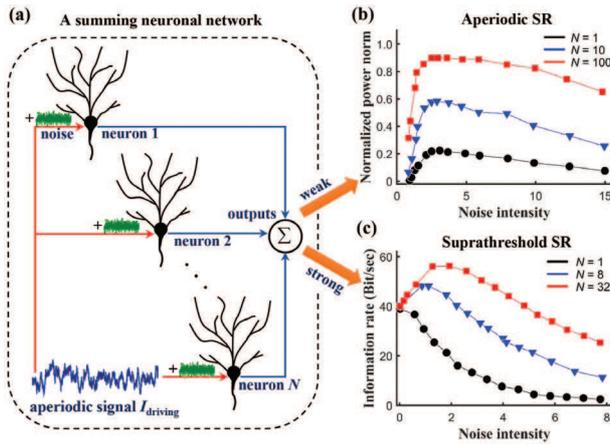 (a) A summing neuronal network
+
noise
neuron 1
+
neuron 2
outputs
Σ
weak
strong
+
neuron N
aperiodic signal I_driving
(b) Aperiodic SR
Normalized power norm
1.0
0.8
0.6
0.4
0.2
0.0
0 5 10 15
Noise intensity
N = 1
N = 10
N = 100
(c) Suprathreshold SR
Information rate (Bit/sec)
60
40
20
0
0 2 4 6 8
Noise intensity
N = 1
N = 8
N = 32